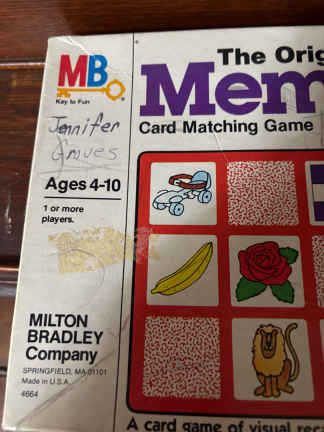 MB
Key to Fun
Jennifer
Graves
Ages 4-10
1 or more
players.
MILTON
BRADLEY
Company
SPRINGFIELD, MA 01101
Made in U.S.A.
4664
The Orig
Mem
Card Matching Game
A card game of visual rec